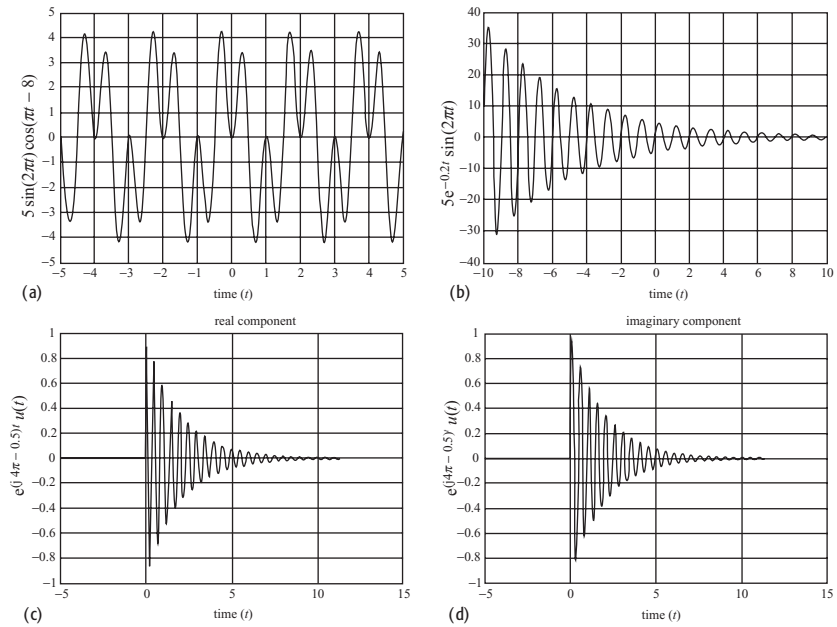 5 sin(2πt) cos(πt − 8)
5
4
3
2
1
0
−1
−2
−3
−4
−5
−5 −4 −3 −2 −1 0 1 2 3 4 5
(a)
time (t)
5e^{−0.2t} sin(2πt)
40
30
20
10
0
−10
−20
−30
−40
−10 −8 −6 −4 −2 0 2 4 6 8 10
(b)
time (t)
real component
e^{(j 4π − 0.5)t} u(t)
1
0.8
0.6
0.4
0.2
0
−0.2
−0.4
−0.6
−0.8
−1
−5 0 5 10 15
(c)
time (t)
imaginary component
e^{(j4π − 0.5)t} u(t)
1
0.8
0.6
0.4
0.2
0
−0.2
−0.4
−0.6
−0.8
−1
−5 0 5 10 15
(d)
time (t)